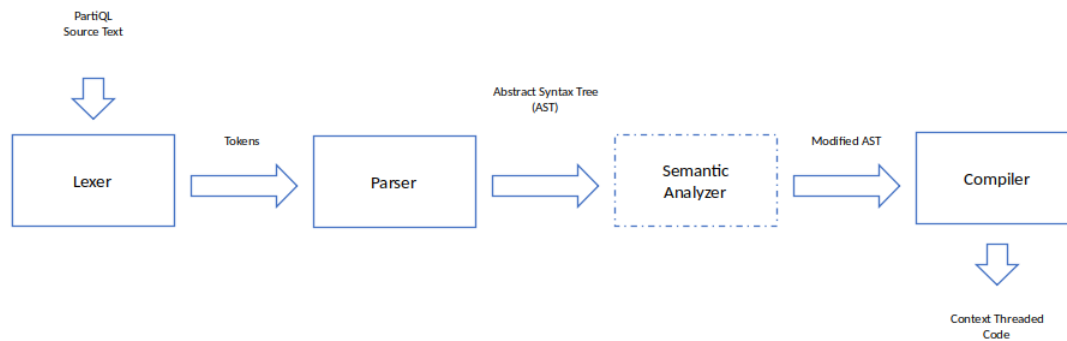 PartiQL
Source Text
Lexer
Tokens
Parser
Abstract Syntax Tree
(AST)
Semantic
Analyzer
Modified AST
Compiler
Context Threaded
Code